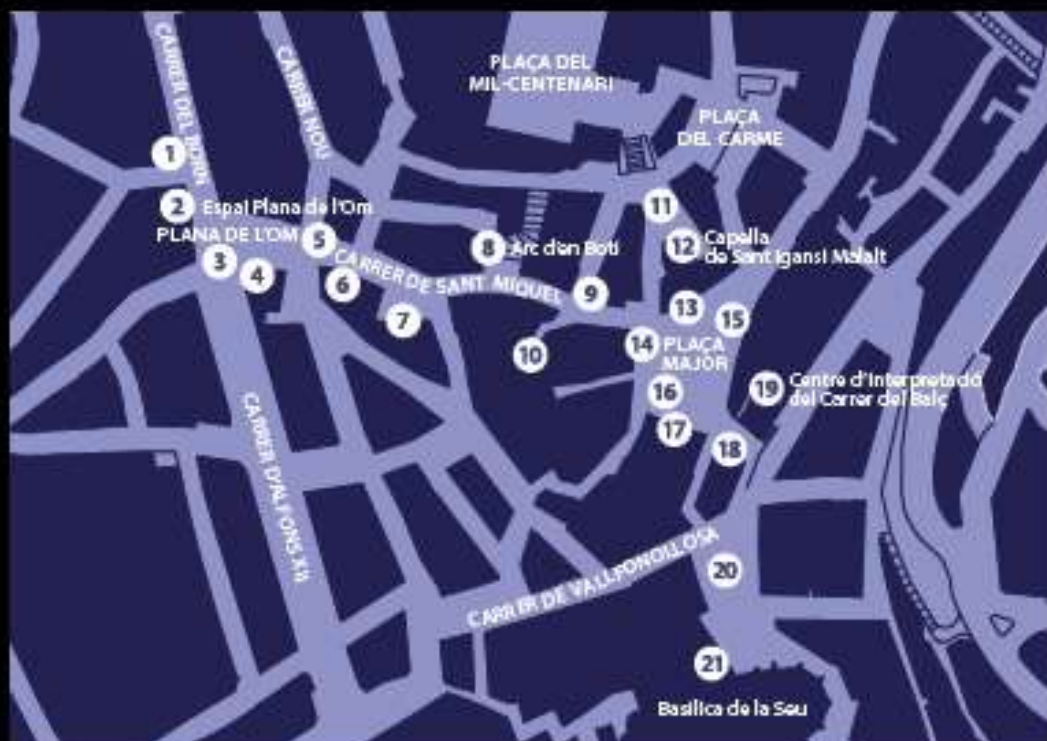 PLAÇA DEL
MIL-CENTENARI
CARRER DEL BORN
CARRER NOU
PLAÇA
DEL CARME
1
2 Espai Plana de l'Om
PLANA DE L'OM
3
4
5
CARRER DE SANT MIQUEL
6
7
8 Arc d'en Botí
9
10
11
12 Capella
de Sant Igansi Malalt
13
14 PLAÇA
MAJOR
15
16
17
18
19 Centre d'Interpretació
del Carrer del Balç
CARRER D'ALFONS XII
CARRER DE VALLFONOLLOSA
20
21
Basílica de la Seu